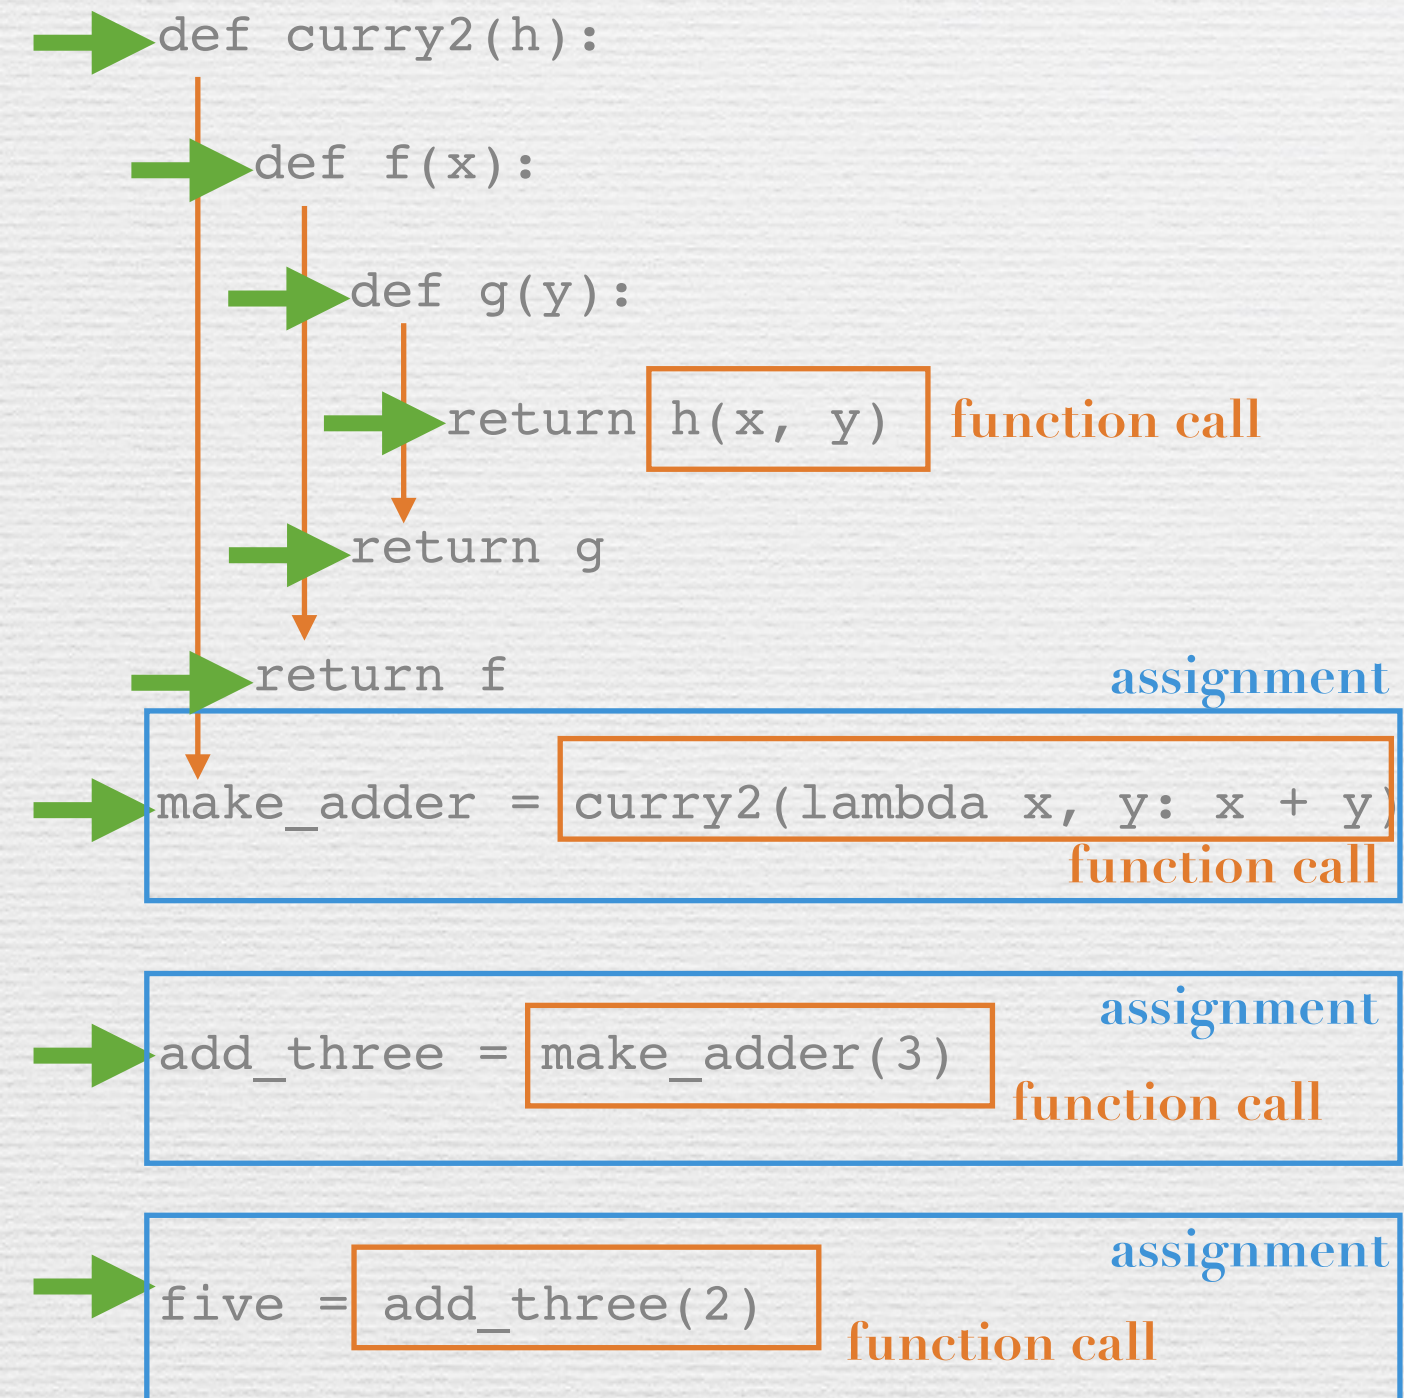 def curry2(h):
def f(x):
def g(y):
return h(x, y) function call
return g
return f
assignment
make_adder = curry2(lambda x, y: x + y)
function call
assignment
add_three = make_adder(3)
function call
assignment
five = add_three(2)
function call